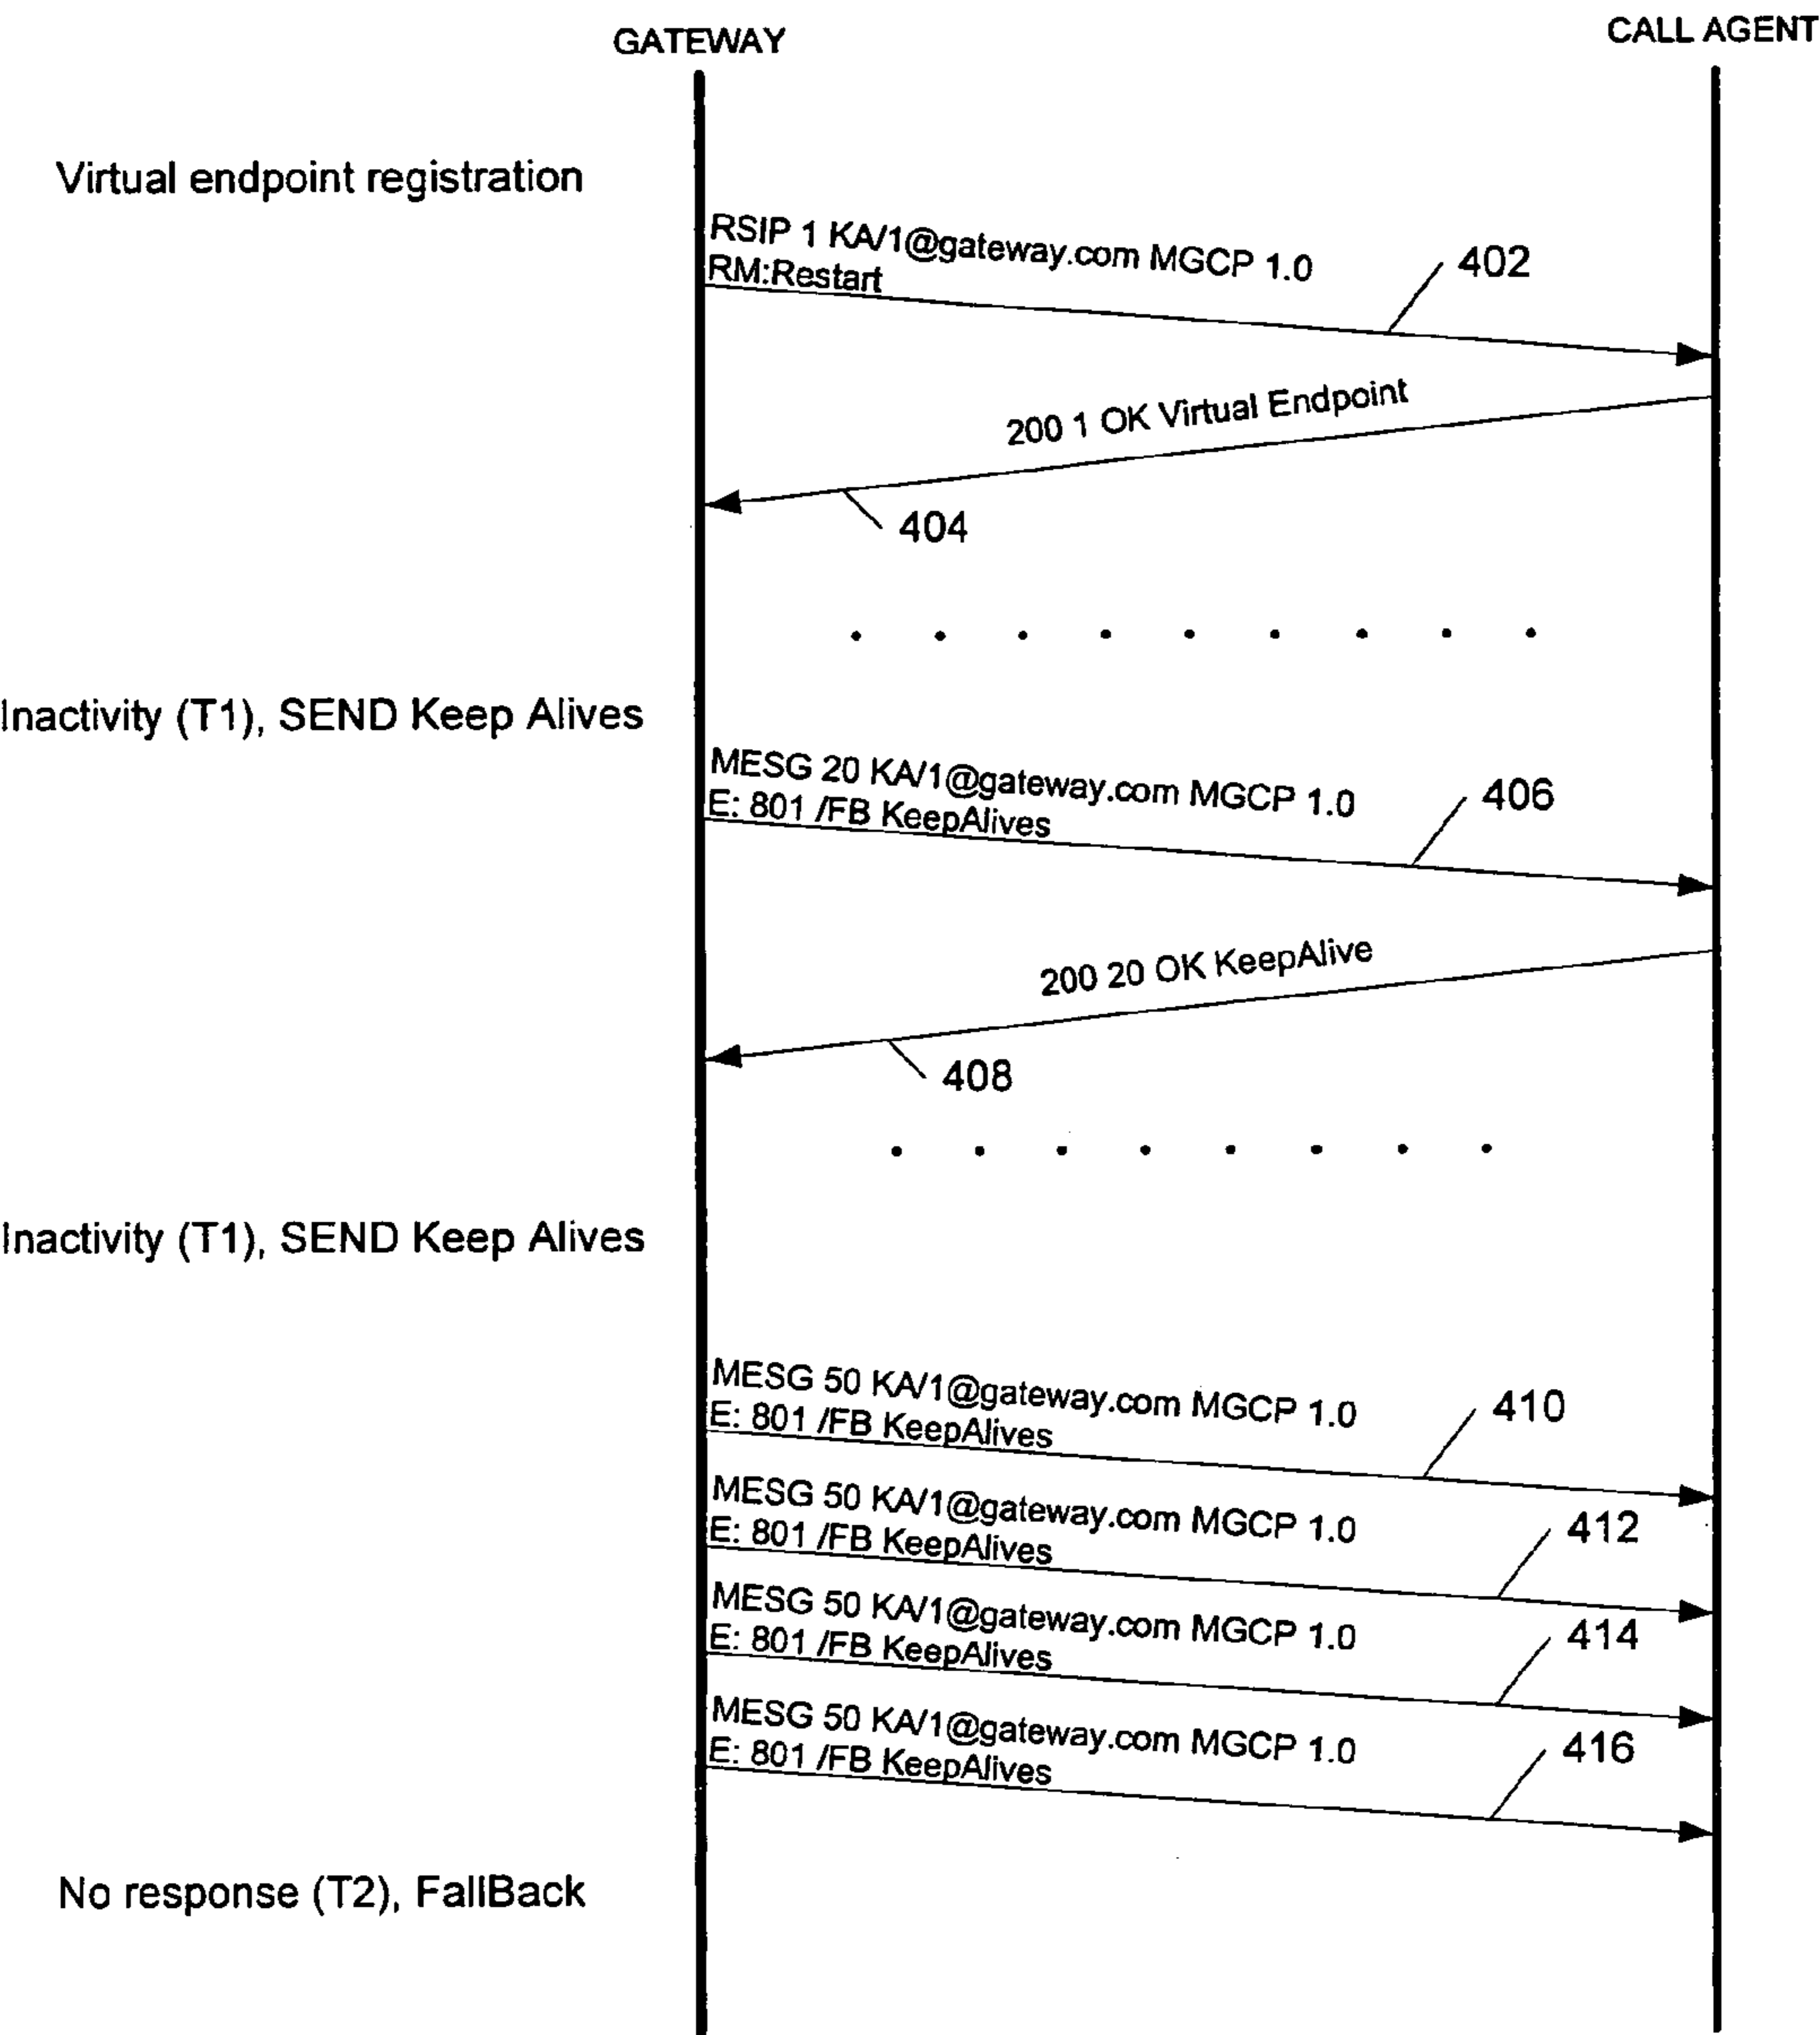 GATEWAY
CALL AGENT
Virtual endpoint registration
RSIP 1 KA/1@gateway.com MGCP 1.0
RM:Restart
402
200 1 OK Virtual Endpoint
404
Inactivity (T1), SEND Keep Alives
MESG 20 KA/1@gateway.com MGCP 1.0
E: 801 /FB KeepAlives
406
200 20 OK KeepAlive
408
Inactivity (T1), SEND Keep Alives
MESG 50 KA/1@gateway.com MGCP 1.0
E: 801 /FB KeepAlives
410
MESG 50 KA/1@gateway.com MGCP 1.0
E: 801 /FB KeepAlives
412
MESG 50 KA/1@gateway.com MGCP 1.0
E: 801 /FB KeepAlives
414
MESG 50 KA/1@gateway.com MGCP 1.0
E: 801 /FB KeepAlives
416
No response (T2), FallBack